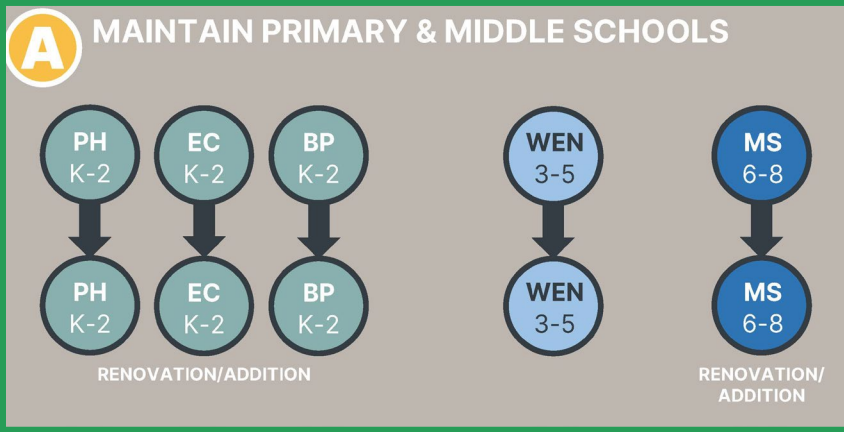 A MAINTAIN PRIMARY & MIDDLE SCHOOLS
PH EC BP WEN MS
K-2 K-2 K-2 3-5 6-8
PH EC BP WEN MS
K-2 K-2 K-2 3-5 6-8
RENOVATION/ADDITION RENOVATION/
ADDITION